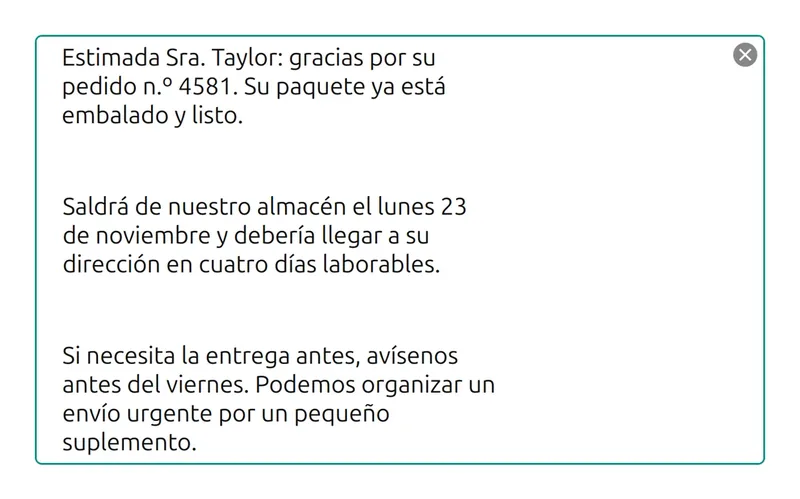 Estimada Sra. Taylor: gracias por su
pedido n.º 4581. Su paquete ya está
embalado y listo.
Saldrá de nuestro almacén el lunes 23
de noviembre y debería llegar a su
dirección en cuatro días laborables.
Si necesita la entrega antes, avísenos
antes del viernes. Podemos organizar un
envío urgente por un pequeño
suplemento.